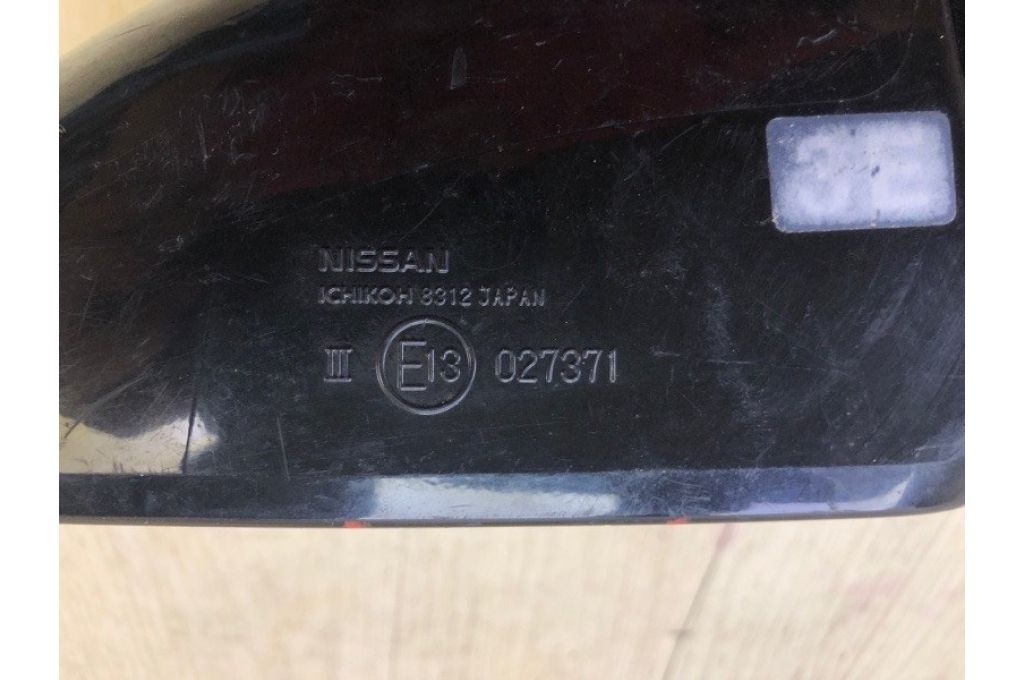 NISSAN
ICHIKOH 8312 JAPAN
III E13 027371